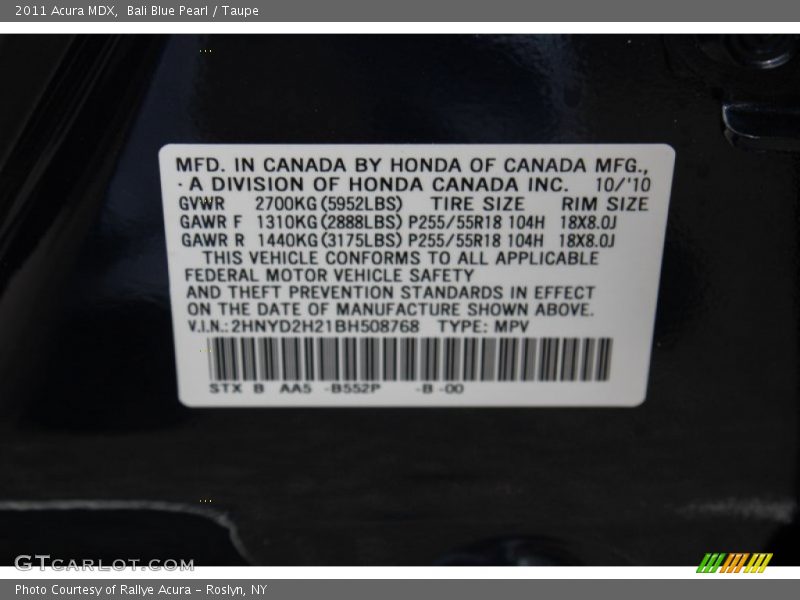 2011 Acura MDX, Bali Blue Pearl / Taupe
MFD. IN CANADA BY HONDA OF CANADA MFG.,
A DIVISION OF HONDA CANADA INC. 10/'10
GVWR 2700KG(5952LBS) TIRE SIZE RIM SIZE
GAWR F 1310KG(2888LBS) P255/55R18 104H 18X8.0J
GAWR R 1440KG(3175LBS) P255/55R18 104H 18X8.0J
THIS VEHICLE CONFORMS TO ALL APPLICABLE
FEDERAL MOTOR VEHICLE SAFETY
AND THEFT PREVENTION STANDARDS IN EFFECT
ON THE DATE OF MANUFACTURE SHOWN ABOVE.
V.I.N.: 2HNYD2H21BH508768 TYPE: MPV
STX B AA5 -B552P -B -00
GTCARLOT.COM
Photo Courtesy of Rallye Acura – Roslyn, NY